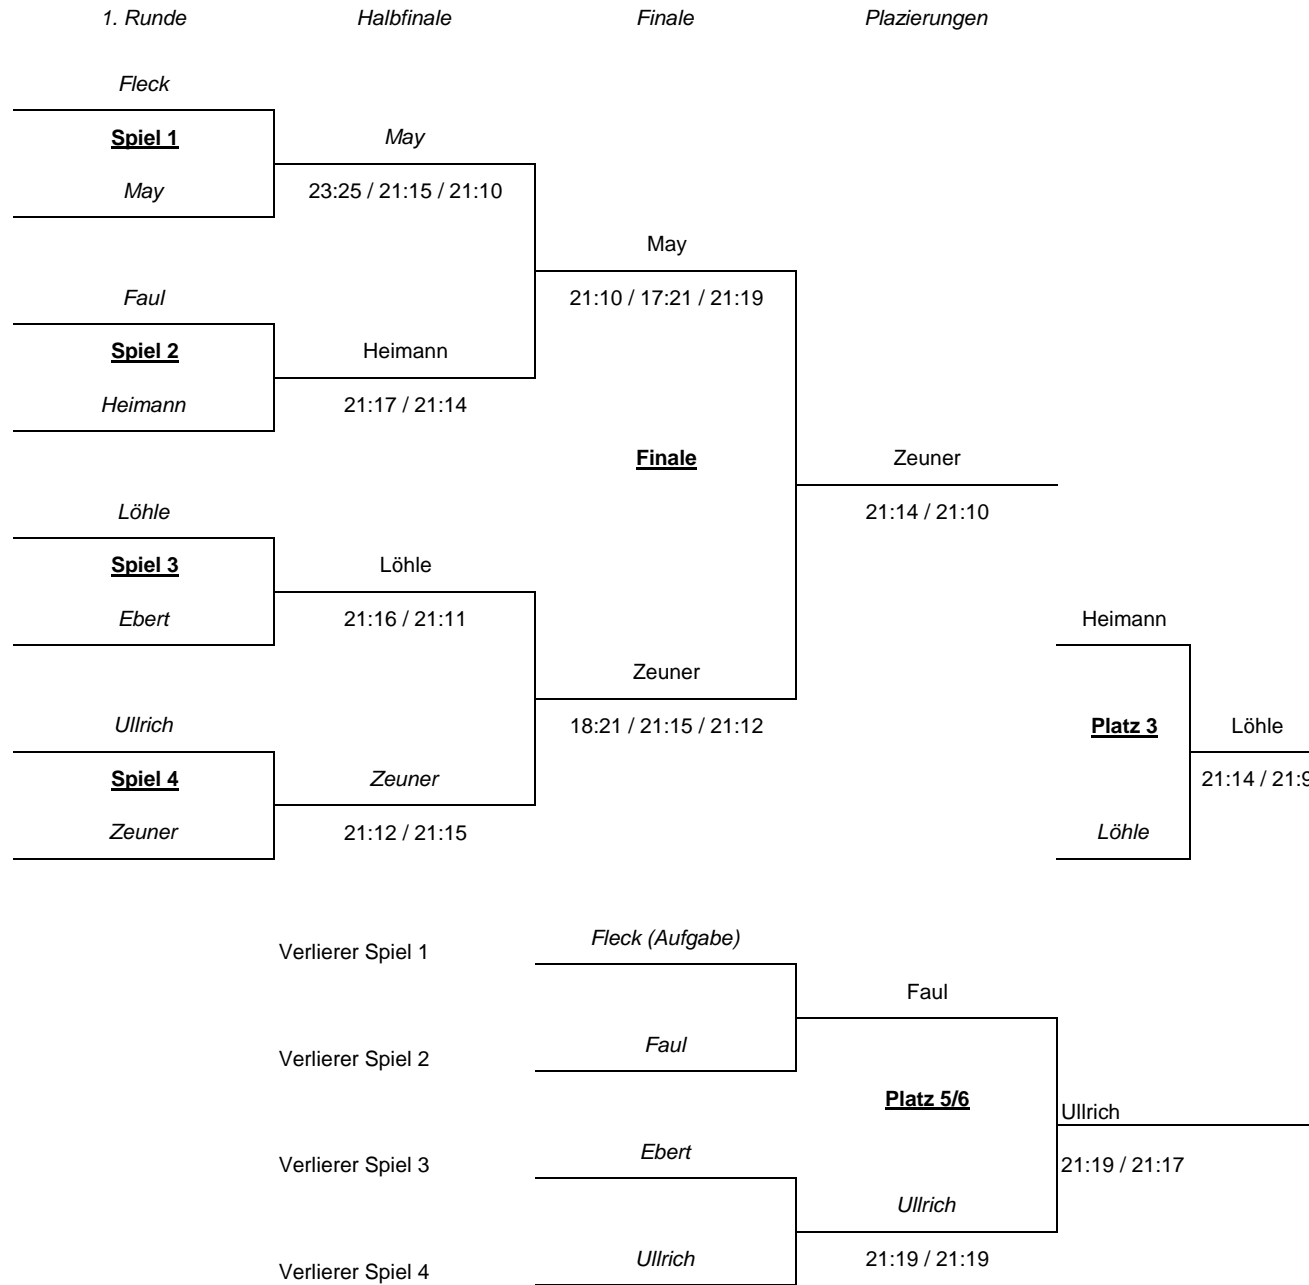 1. Runde Halbfinale Finale Plazierungen
Fleck
Spiel 1 May
May 23:25 / 21:15 / 21:10
May
Faul 21:10 / 17:21 / 21:19
Spiel 2 Heimann
Heimann 21:17 / 21:14
Finale Zeuner
Löhle 21:14 / 21:10
Spiel 3 Löhle
Ebert 21:16 / 21:11 Heimann
Zeuner
Ullrich 18:21 / 21:15 / 21:12 Platz 3 Löhle
Spiel 4 Zeuner 21:14 / 21:9
Zeuner 21:12 / 21:15 Löhle
Verlierer Spiel 1 Fleck (Aufgabe)
Faul
Verlierer Spiel 2 Faul
Platz 5/6 Ullrich
Verlierer Spiel 3 Ebert 21:19 / 21:17
Ullrich
Verlierer Spiel 4 Ullrich 21:19 / 21:19